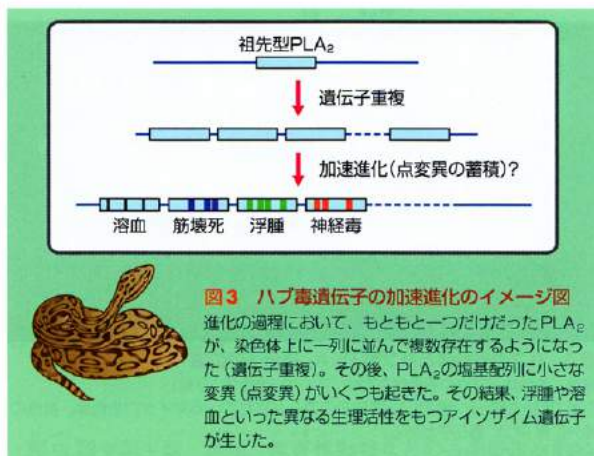 祖先型PLA₂
遺伝子重複
加速進化(点変異の蓄積)?
溶血 筋壊死 浮腫 神経毒
図3 ハブ毒遺伝子の加速進化のイメージ図
進化の過程において、もともと一つだけだったPLA₂
が、染色体上に一列に並んで複数存在するようになっ
た(遺伝子重複)。その後、PLA₂の塩基配列に小さな
変異(点変異)がいくつも起きた。その結果、浮腫や溶
血といった異なる生理活性をもつアイソザイム遺伝子
が生じた。